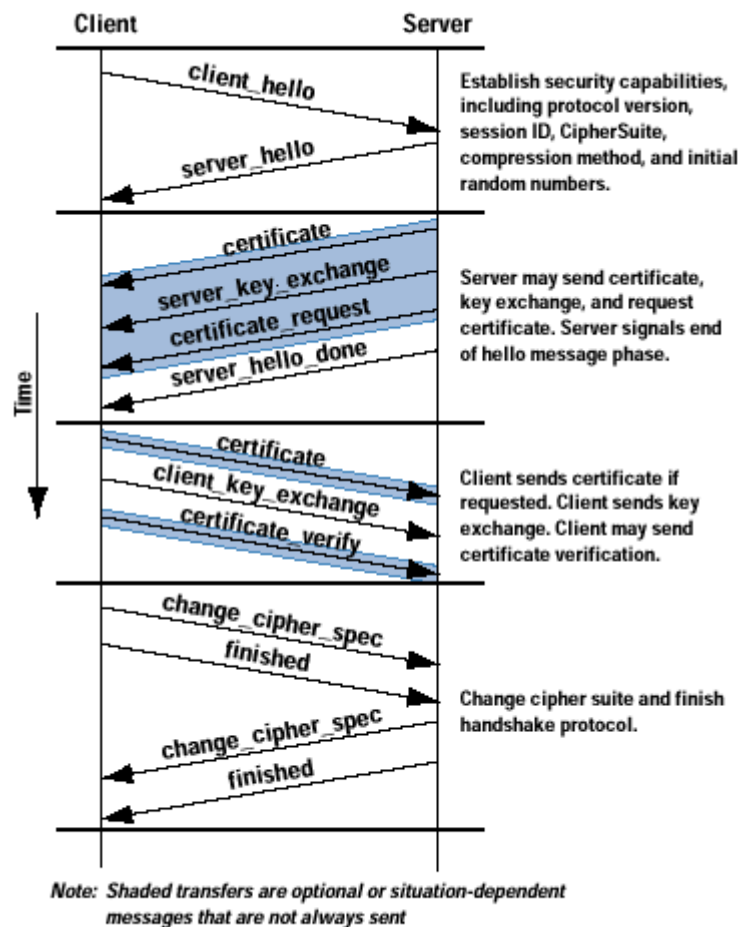 Client
Server
client_hello
server_hello
Establish security capabilities,
including protocol version,
session ID, CipherSuite,
compression method, and initial
random numbers.
certificate
server_key_exchange
certificate_request
server_hello_done
Server may send certificate,
key exchange, and request
certificate. Server signals end
of hello message phase.
Time
certificate
client_key_exchange
certificate_verify
Client sends certificate if
requested. Client sends key
exchange. Client may send
certificate verification.
change_cipher_spec
finished
change_cipher_spec
finished
Change cipher suite and finish
handshake protocol.
Note: Shaded transfers are optional or situation-dependent
messages that are not always sent